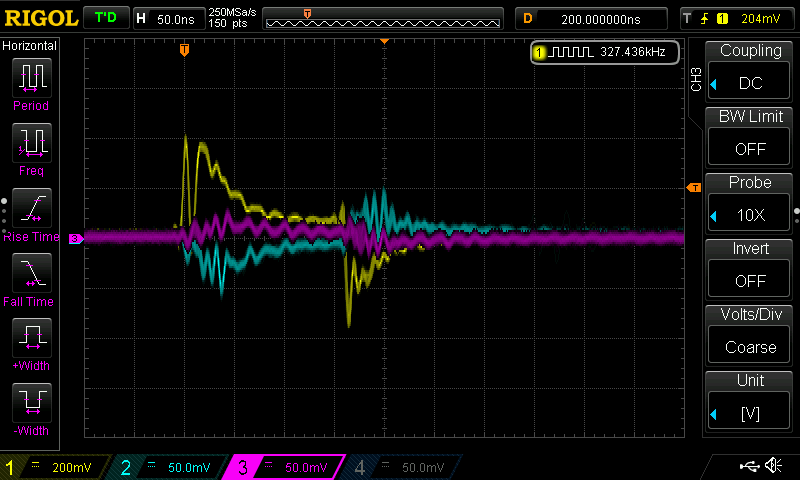 RIGOL T'D H 50.0ns 250MSa/s D 200.000000ns T 1 204mV
150 pts
Horizontal
T
1 327.436kHz
Coupling
DC
Period
CH3
BW Limit
OFF
Freq
Probe
T
10X
Rise Time
3
Invert
OFF
Fall Time
Volts/Div
Coarse
+Width
Unit
[V]
-Width
1 200mV 2 50.0mV 3 50.0mV 4 50.0mV